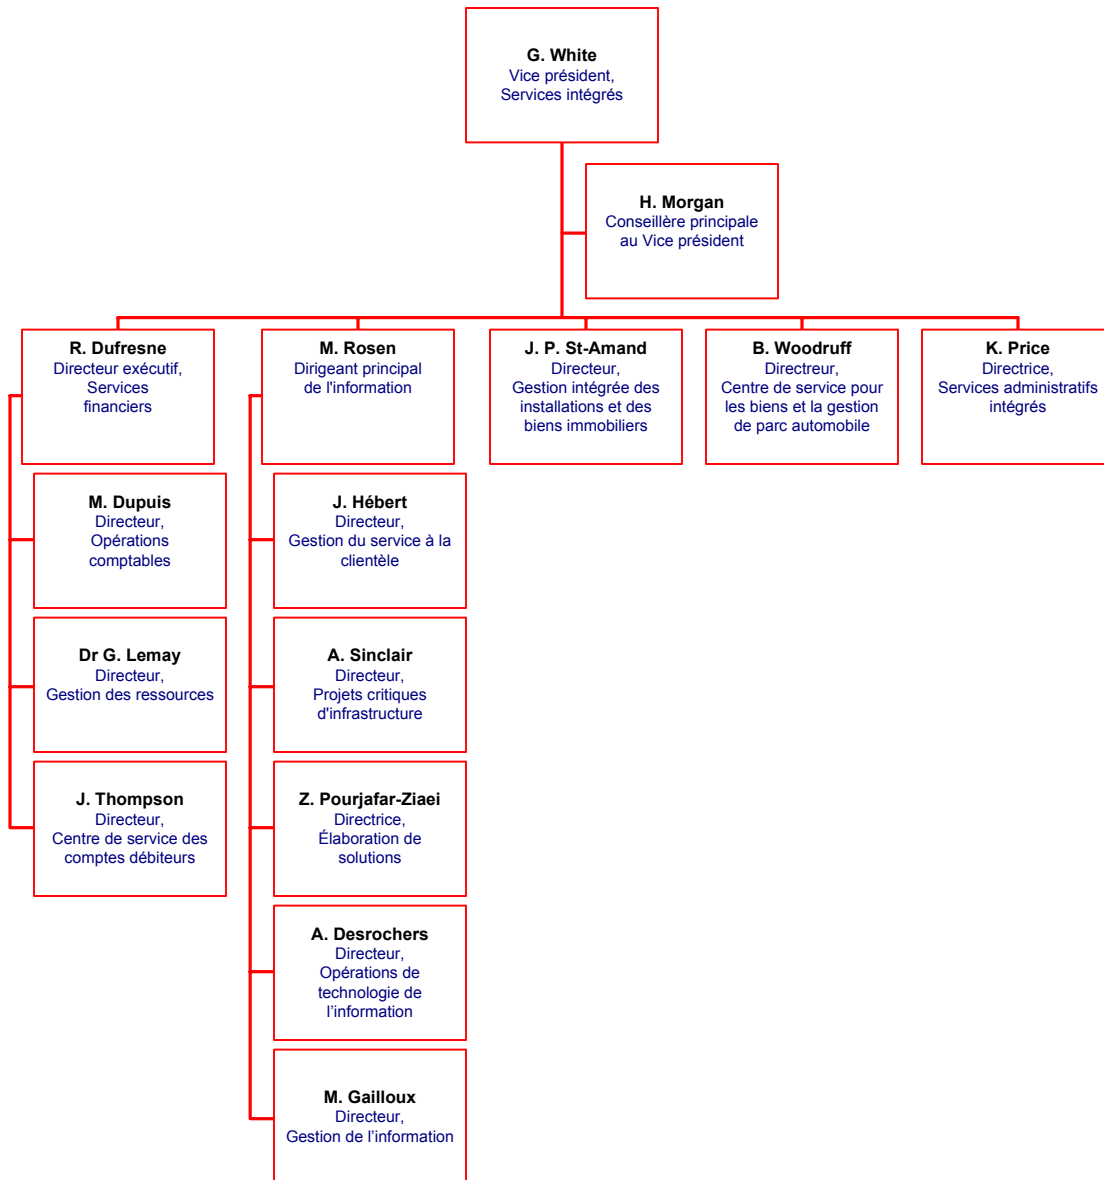 G. White
Vice président,
Services intégrés
H. Morgan
Conseillère principale
au Vice président
R. Dufresne
Directeur exécutif,
Services
financiers
M. Rosen
Dirigeant principal
de l'information
J. P. St-Amand
Directeur,
Gestion intégrée des
installations et des
biens immobiliers
B. Woodruff
Directreur,
Centre de service pour
les biens et la gestion
de parc automobile
K. Price
Directrice,
Services administratifs
intégrés
M. Dupuis
Directeur,
Opérations
comptables
J. Hébert
Directeur,
Gestion du service à la
clientèle
Dr G. Lemay
Directeur,
Gestion des ressources
A. Sinclair
Directeur,
Projets critiques
d'infrastructure
J. Thompson
Directeur,
Centre de service des
comptes débiteurs
Z. Pourjafar-Ziaei
Directrice,
Élaboration de
solutions
A. Desrochers
Directeur,
Opérations de
technologie de
l’information
M. Gailloux
Directeur,
Gestion de l’information